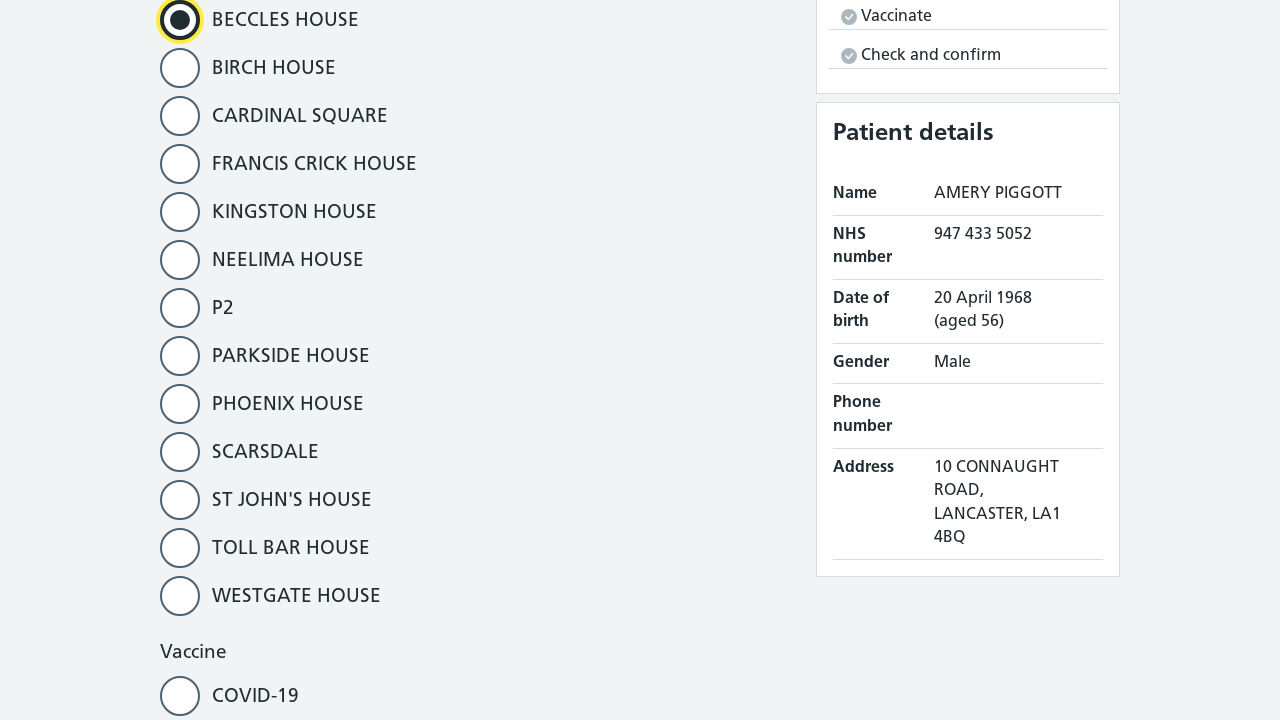 BECCLES HOUSE
BIRCH HOUSE
CARDINAL SQUARE
FRANCIS CRICK HOUSE
KINGSTON HOUSE
NEELIMA HOUSE
P2
PARKSIDE HOUSE
PHOENIX HOUSE
SCARSDALE
ST JOHN'S HOUSE
TOLL BAR HOUSE
WESTGATE HOUSE
Vaccine
COVID-19
Vaccinate
Check and confirm
Patient details
Name AMERY PIGGOTT
NHS 947 433 5052
number
Date of 20 April 1968
birth (aged 56)
Gender Male
Phone
number
Address 10 CONNAUGHT
ROAD,
LANCASTER, LA1
4BQ